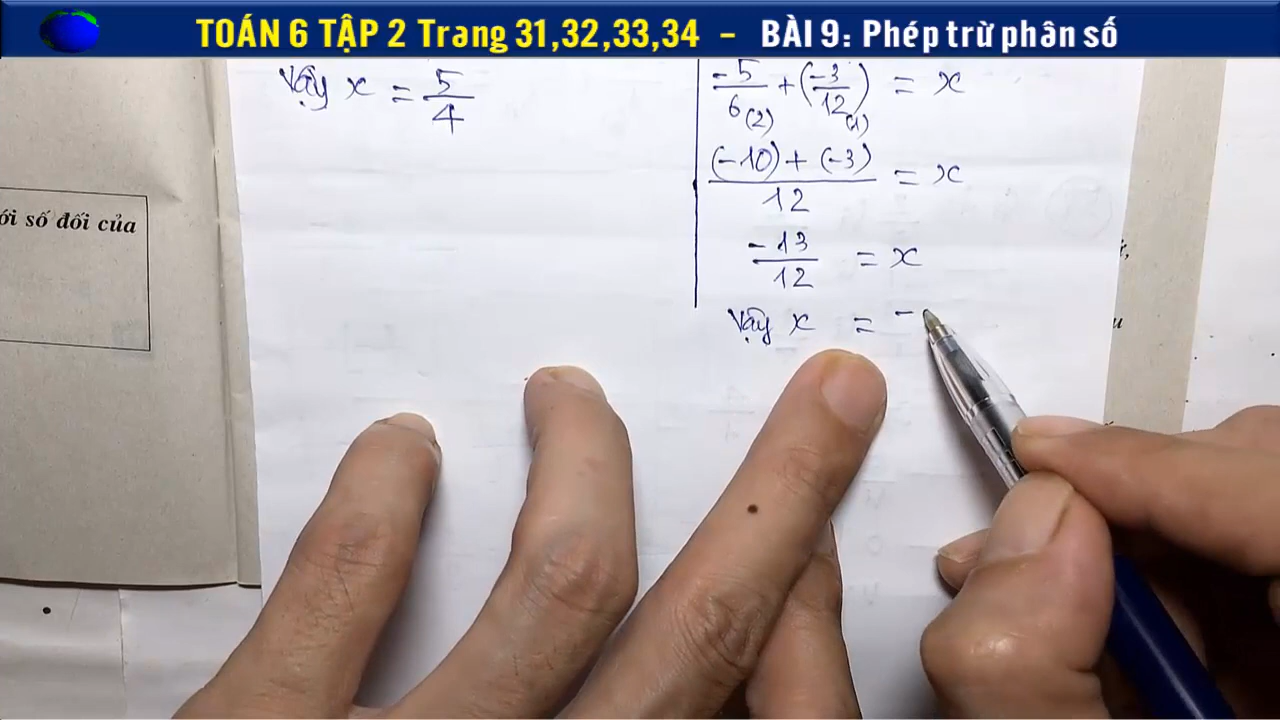 TOÁN 6 TẬP 2 Trang 31,32,33,34 – BÀI 9: Phép trừ phân số
Vậy x = 5/4
ới số đối của
-5/6(2) + (-3/12)(1) = x
((-10) + (-3))/12 = x
-13/12 = x
Vậy x = -